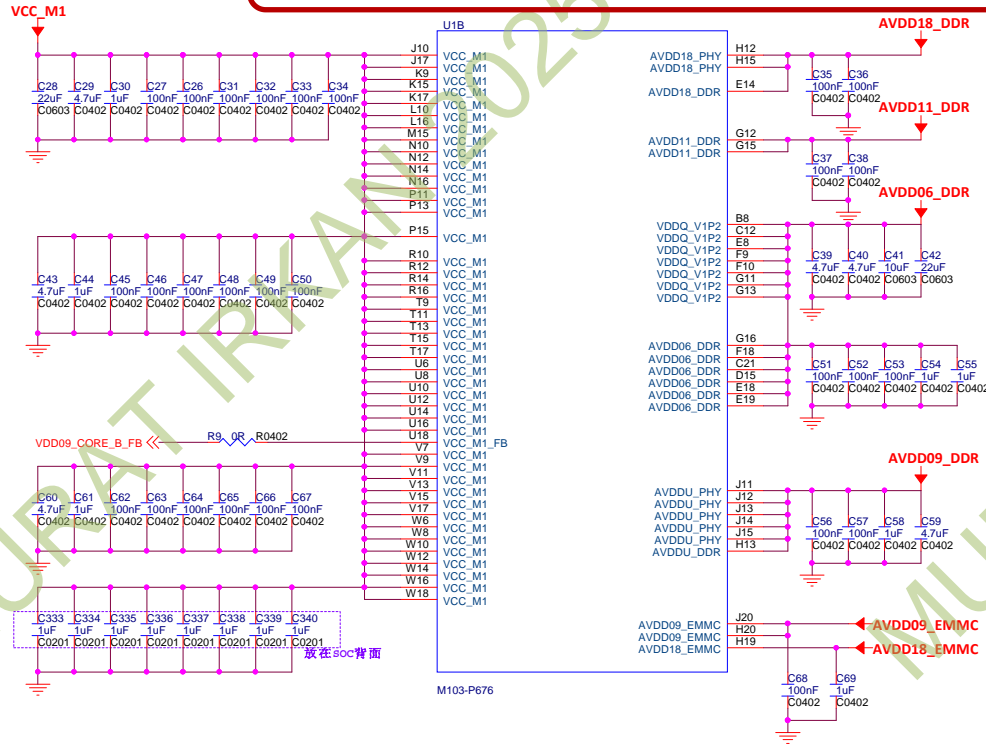 VCC_M1
C28 C29 C30 C27 C26 C31 C32 C33 C34
22uF 4.7uF 1uF 100nF 100nF 100nF 100nF 100nF 100nF
C0603 C0402 C0402 C0402 C0402 C0402 C0402 C0402 C0402
C43 C44 C45 C46 C47 C48 C49 C50
4.7uF 1uF 100nF 100nF 100nF 100nF 100nF 100nF
C0402 C0402 C0402 C0402 C0402 C0402 C0402 C0402
VDD09_CORE_B_FB R9 0R R0402
C60 C61 C62 C63 C64 C65 C66 C67
4.7uF 1uF 100nF 100nF 100nF 100nF 100nF 100nF
C0402 C0402 C0402 C0402 C0402 C0402 C0402 C0402
C333 C334 C335 C336 C337 C338 C339 C340
1uF 1uF 1uF 1uF 1uF 1uF 1uF 1uF
C0201 C0201 C0201 C0201 C0201 C0201 C0201 C0201
放在SOC背面
U1B
J10 VCC_M1
J17 VCC_M1
K9 VCC_M1
K15 VCC_M1
K17 VCC_M1
L10 VCC_M1
L16 VCC_M1
M15 VCC_M1
N10 VCC_M1
N12 VCC_M1
N14 VCC_M1
N16 VCC_M1
P11 VCC_M1
P13 VCC_M1
P15 VCC_M1
R10 VCC_M1
R12 VCC_M1
R14 VCC_M1
R16 VCC_M1
T9 VCC_M1
T11 VCC_M1
T13 VCC_M1
T15 VCC_M1
T17 VCC_M1
U6 VCC_M1
U8 VCC_M1
U10 VCC_M1
U12 VCC_M1
U14 VCC_M1
U16 VCC_M1
U18 VCC_M1_FB
V7 VCC_M1
V9 VCC_M1
V11 VCC_M1
V13 VCC_M1
V15 VCC_M1
V17 VCC_M1
W6 VCC_M1
W8 VCC_M1
W10 VCC_M1
W12 VCC_M1
W14 VCC_M1
W16 VCC_M1
W18 VCC_M1
M103-P676
AVDD18_PHY H12
AVDD18_PHY H15
AVDD18_DDR E14
AVDD11_DDR G12
AVDD11_DDR G15
VDDQ_V1P2 B8
VDDQ_V1P2 C12
VDDQ_V1P2 E8
VDDQ_V1P2 F9
VDDQ_V1P2 F10
VDDQ_V1P2 G11
VDDQ_V1P2 G13
AVDD06_DDR G16
AVDD06_DDR F18
AVDD06_DDR C21
AVDD06_DDR D15
AVDD06_DDR E18
AVDD06_DDR E19
AVDDU_PHY J11
AVDDU_PHY J12
AVDDU_PHY J13
AVDDU_PHY J14
AVDDU_PHY J15
AVDDU_DDR H13
AVDD09_EMMC J20
AVDD09_EMMC H20
AVDD18_EMMC H19
AVDD18_DDR
C35 C36
100nF 100nF
C0402 C0402
AVDD11_DDR
C37 C38
100nF 100nF
C0402 C0402
AVDD06_DDR
C39 C40 C41 C42
4.7uF 4.7uF 10uF 22uF
C0402 C0402 C0603 C0603
C51 C52 C53 C54 C55
100nF 100nF 100nF 1uF 1uF
C0402 C0402 C0402 C0402 C0402
AVDD09_DDR
C56 C57 C58 C59
100nF 100nF 1uF 4.7uF
C0402 C0402 C0402 C0402
AVDD09_EMMC
AVDD18_EMMC
C68 C69
100nF 1uF
C0402 C0402
URAT IRKAN 2025
MU